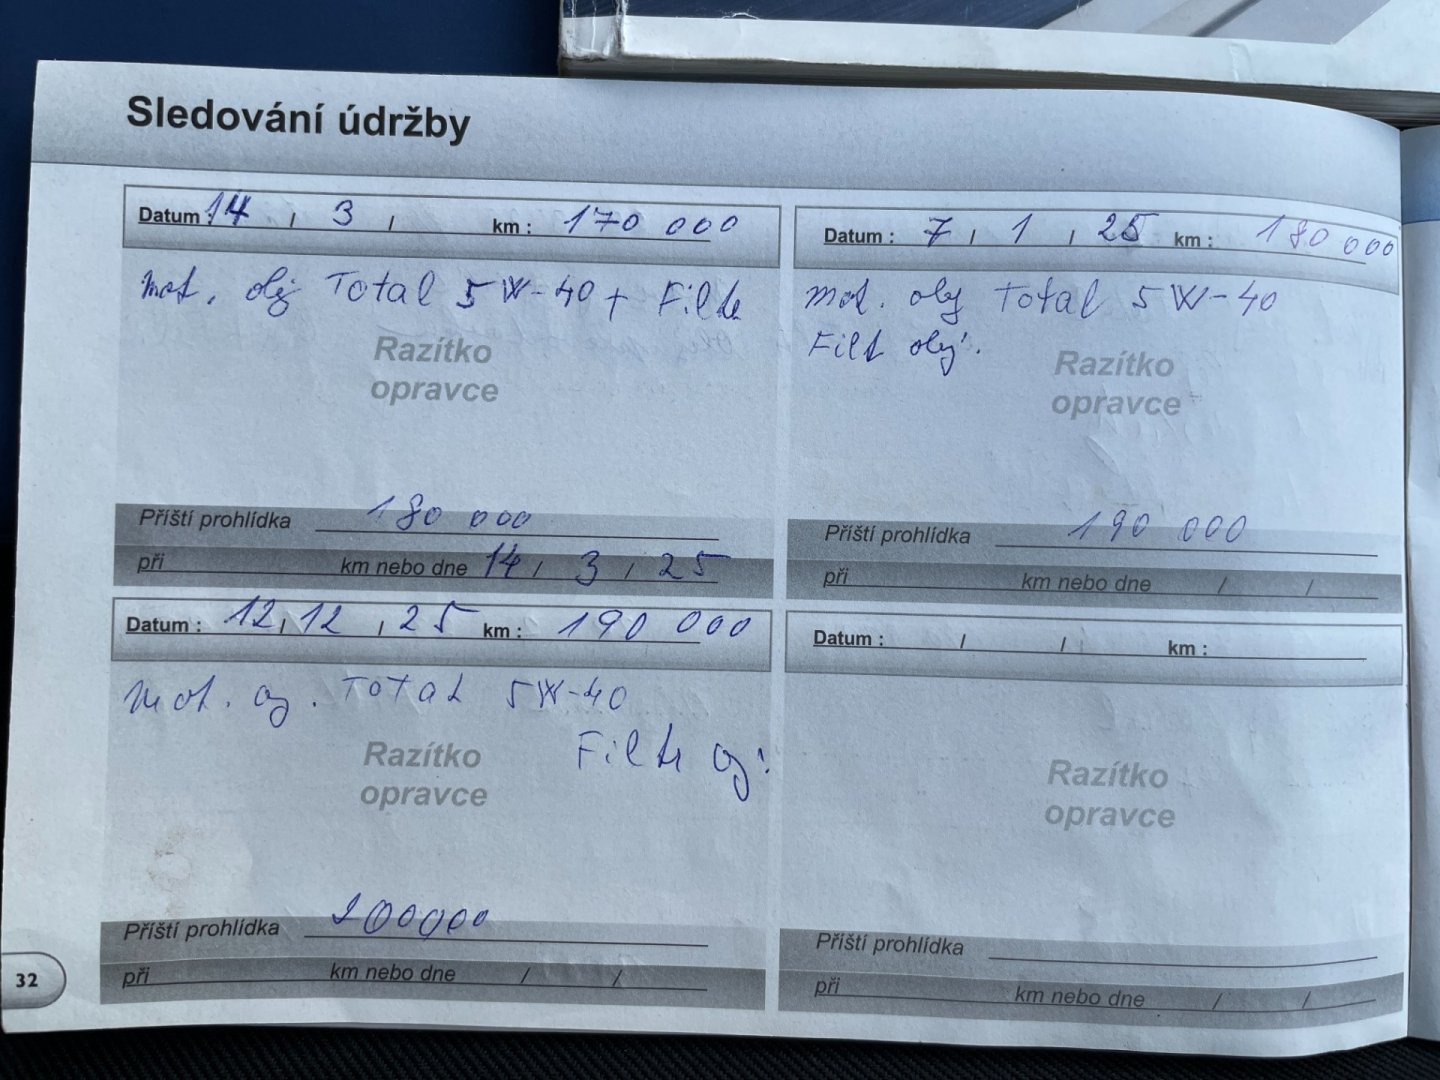 Sledování údržby
Datum : 14 / 3 / km : 170 000
mot. olej Total 5W-40 + Filtr
Razítko
opravce
Příští prohlídka 180 000
při km nebo dne 14 / 3 / 25
Datum : 7 / 1 / 25 km : 180 000
mot. olej Total 5W-40
Filt olej.
Razítko
opravce
Příští prohlídka 190 000
při km nebo dne / /
Datum : 12 / 12 / 25 km : 190 000
mot. oj. Total 5W-40
Filtr oj.
Razítko
opravce
Příští prohlídka 200000
při km nebo dne / /
Datum : / / km :
Razítko
opravce
Příští prohlídka
při km nebo dne / /
32